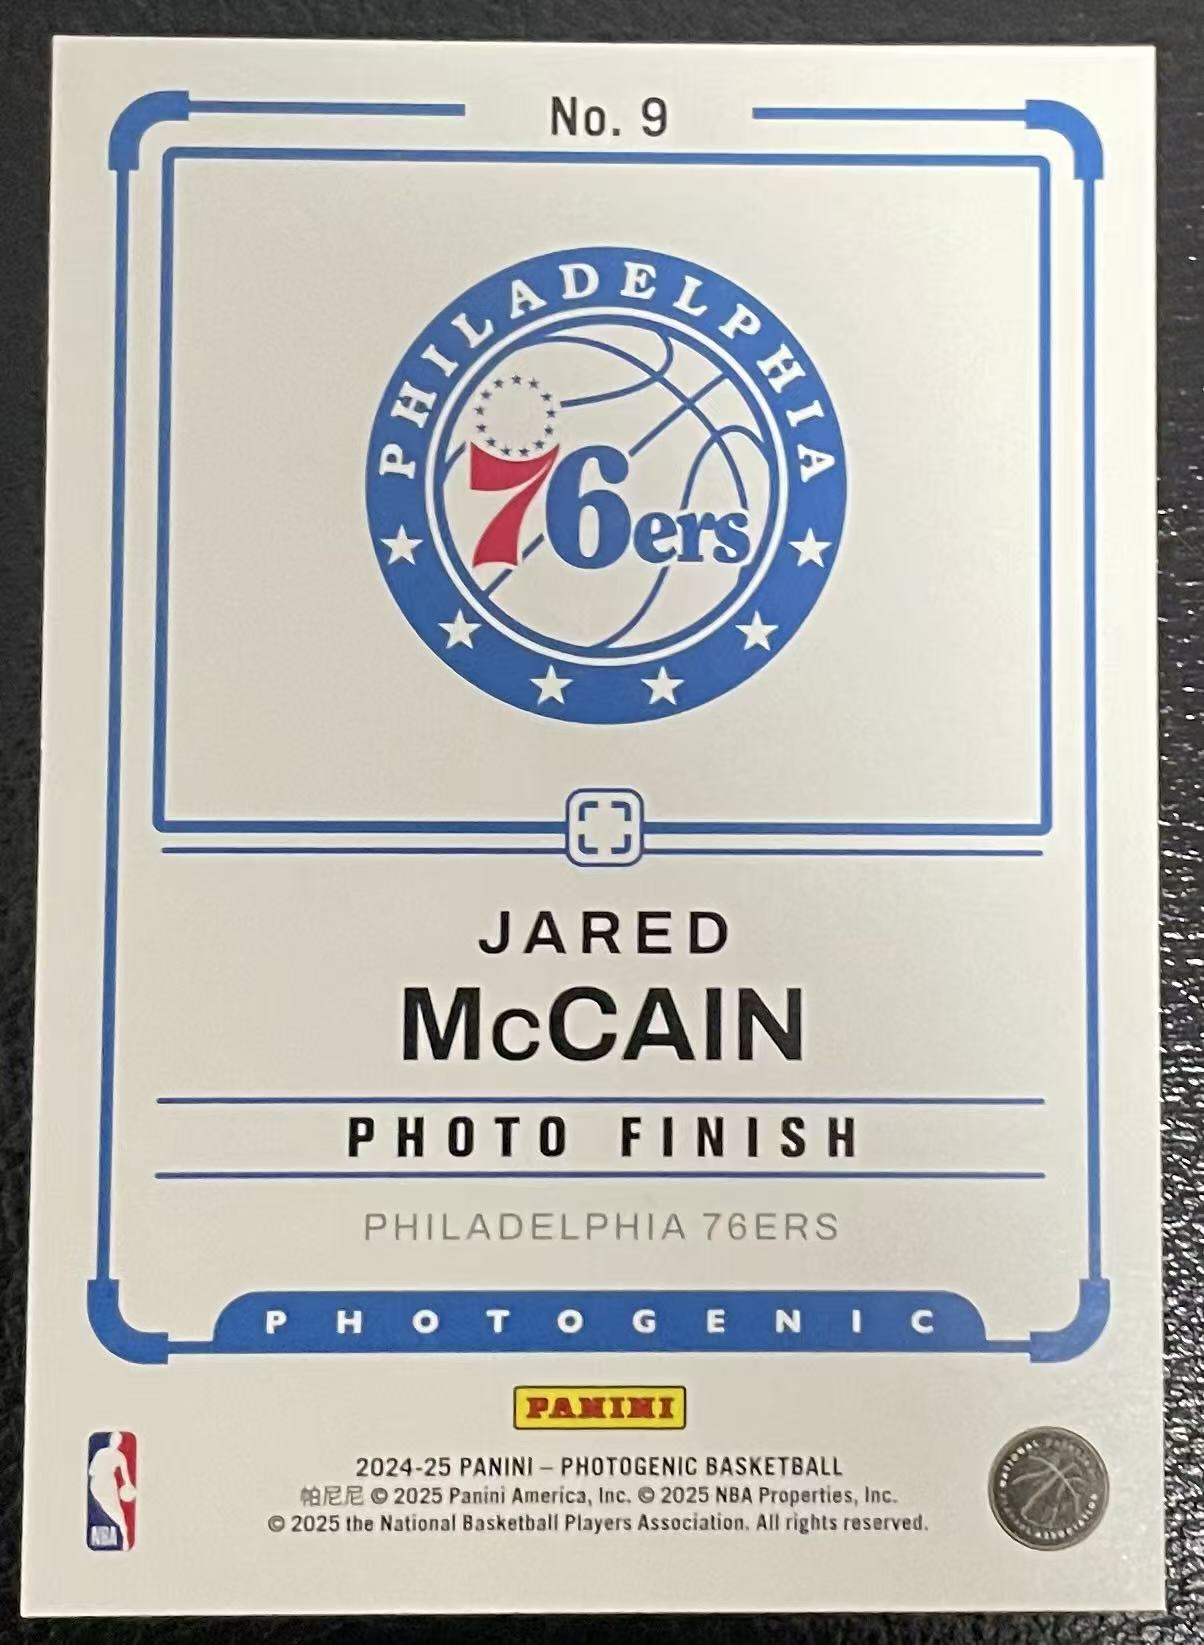 No. 9
PHILADELPHIA
76ers
JARED
McCAIN
PHOTO FINISH
PHILADELPHIA 76ERS
PHOTOGENIC
PANINI
2024-25 PANINI – PHOTOGENIC BASKETBALL
帕尼尼 © 2025 Panini America, Inc. © 2025 NBA Properties, Inc.
© 2025 the National Basketball Players Association. All rights reserved.
NBA